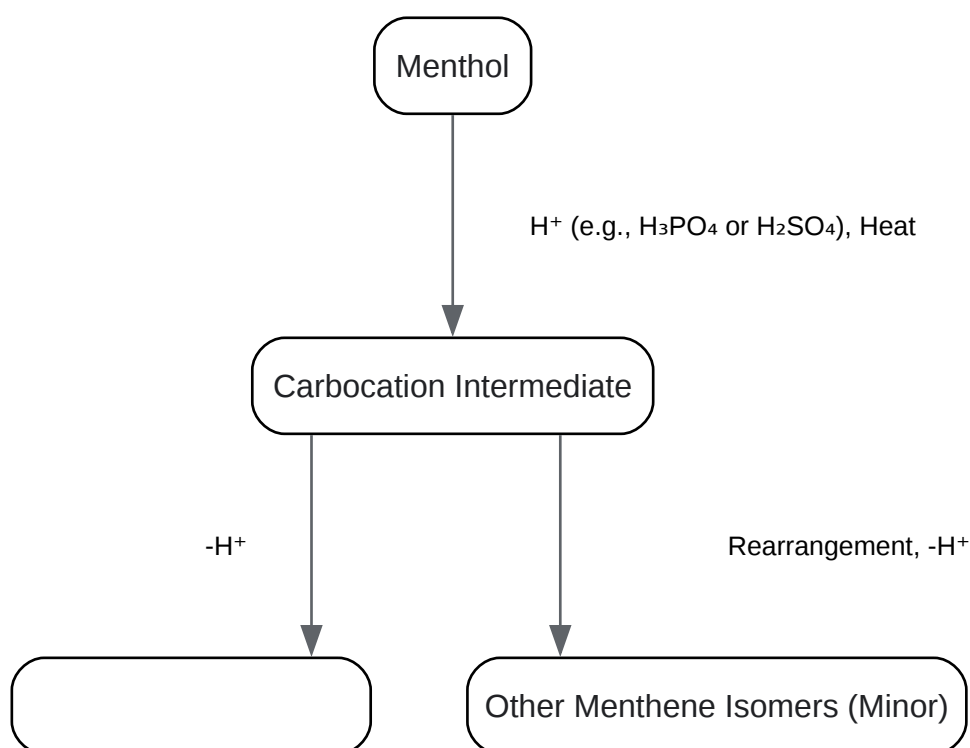 Menthol
H⁺ (e.g., H₃PO₄ or H₂SO₄), Heat
Carbocation Intermediate
-H⁺
Rearrangement, -H⁺
Other Menthene Isomers (Minor)